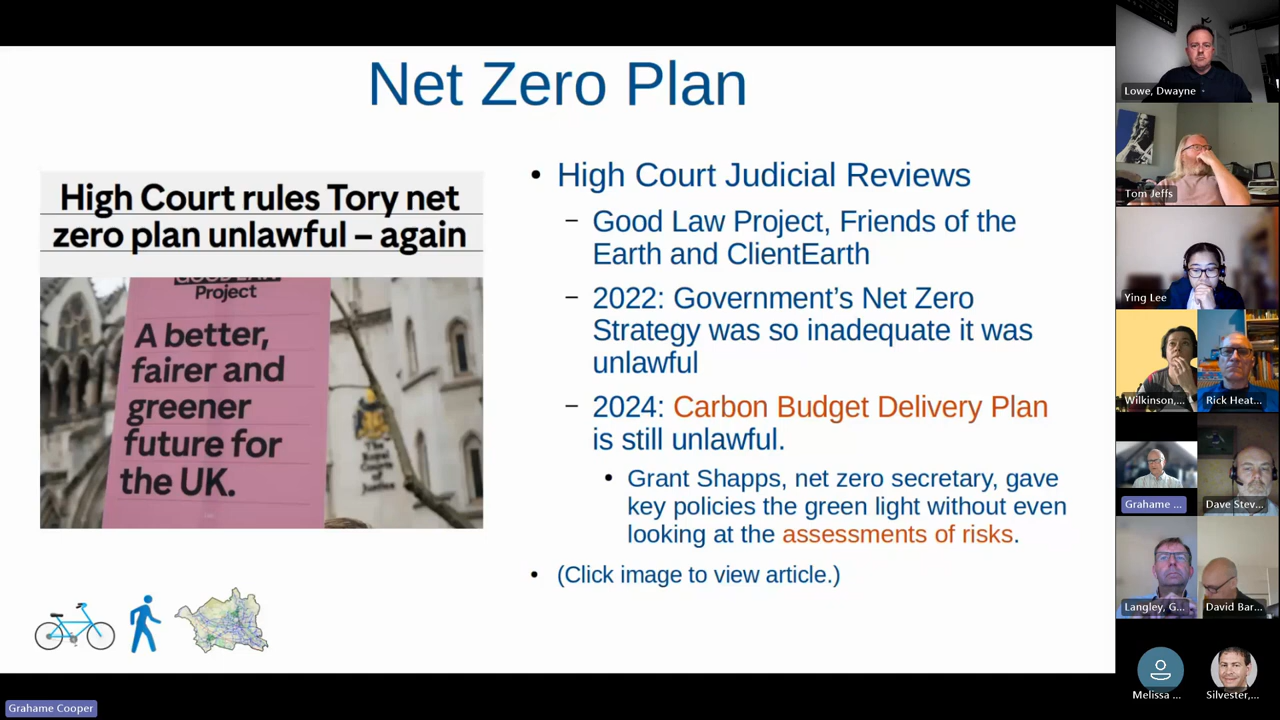 Net Zero Plan
High Court rules Tory net
zero plan unlawful – again
Project
A better,
fairer and
greener
future for
the UK.
The
Royal
Courts
of
Justice
• High Court Judicial Reviews
– Good Law Project, Friends of the
Earth and ClientEarth
– 2022: Government’s Net Zero
Strategy was so inadequate it was
unlawful
– 2024: Carbon Budget Delivery Plan
is still unlawful.
• Grant Shapps, net zero secretary, gave
key policies the green light without even
looking at the assessments of risks.
• (Click image to view article.)
Lowe, Dwayne
Tom Jeffs
Ying Lee
Wilkinson,...
Rick Heat...
Grahame ...
Dave Stev...
Langley, G...
David Bar...
Melissa ...
Silvester,...
Grahame Cooper